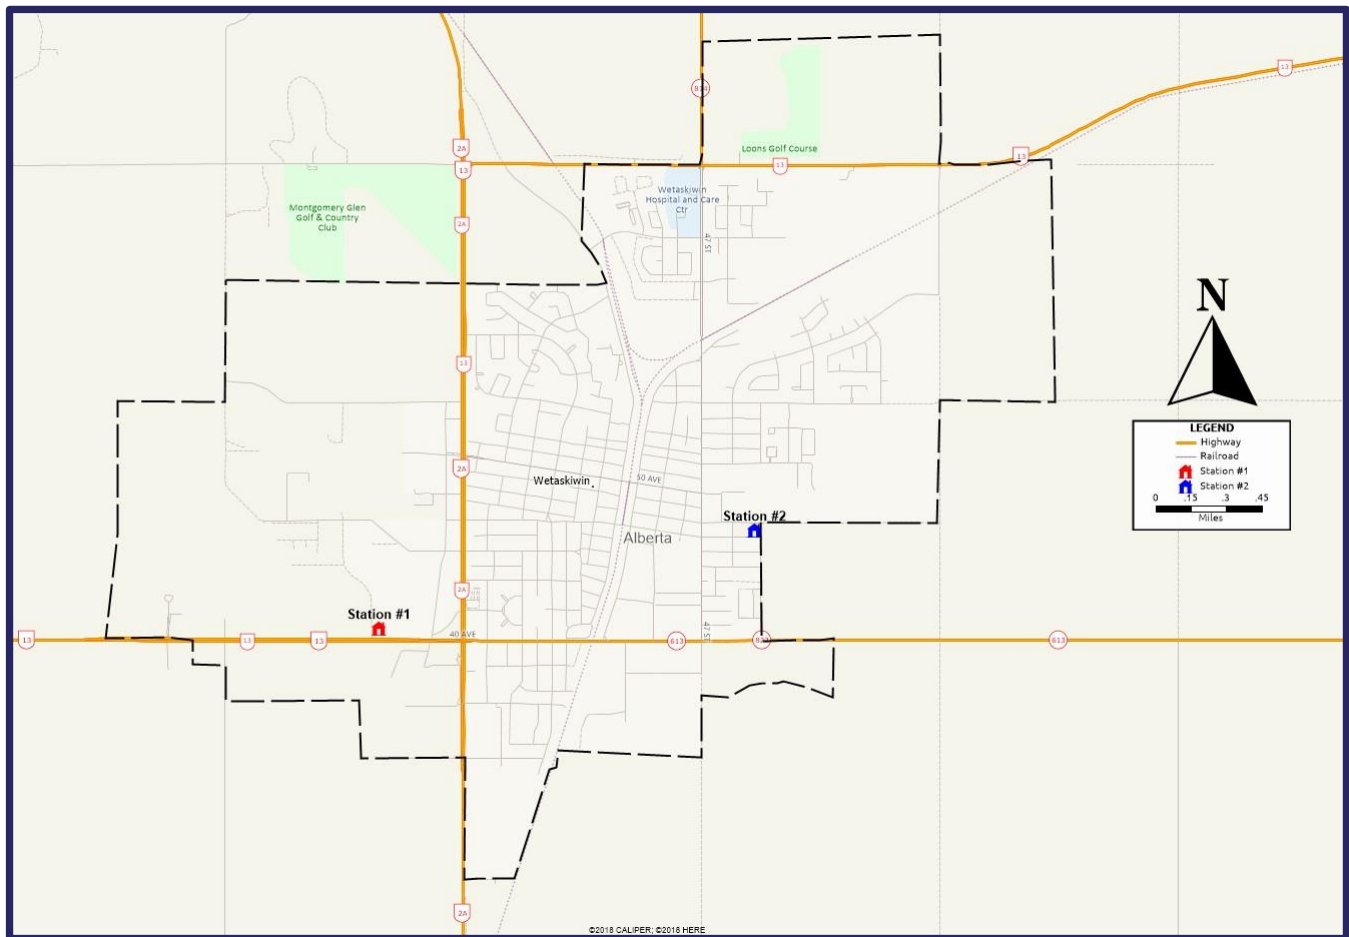 13
814
2A
13
13
13
Loons Golf Course
Wetaskiwin
Hospital and Care
Ctr
Montgomery Glen
Golf & Country
Club
2A
47 ST
N
13
LEGEND
Highway
Railroad
Station #1
Station #2
0 .15 .3 .45
Miles
2A
50 AVE
Wetaskiwin
Station #2
Alberta
2A
Station #1
40 AVE
47 ST
13
13
13
613
613
2A
©2018 CALIPER; ©2018 HERE